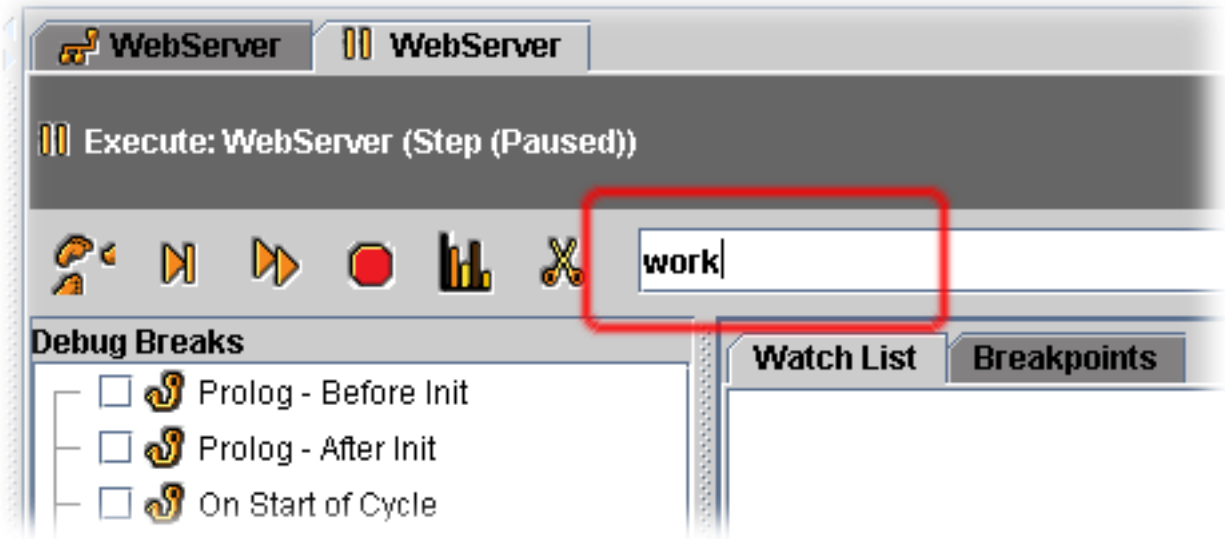 WebServer WebServer
Execute: WebServer (Step (Paused))
work
Debug Breaks
Prolog - Before Init
Prolog - After Init
On Start of Cycle
Watch List Breakpoints